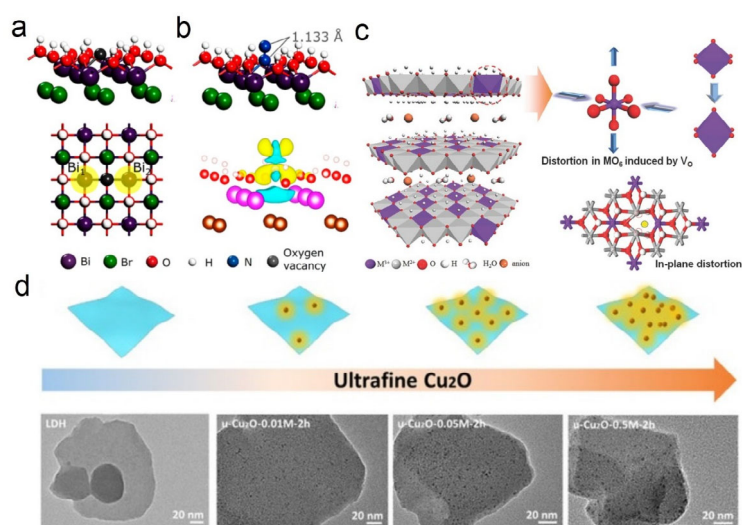 a
b
1.133 Å
c
Bi1
Bi2
Bi
Br
O
H
N
Oxygen
vacancy
Distortion in MO6 induced by VO
In-plane distortion
M3+
M2+
O
H
H2O
anion
d
Ultrafine Cu2O
LDH
u-Cu2O-0.01M-2h
u-Cu2O-0.05M-2h
u-Cu2O-0.5M-2h
20 nm
20 nm
20 nm
20 nm